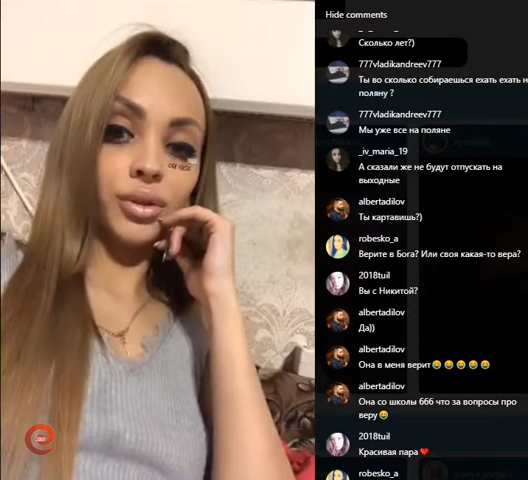 Hide comments
Сколько лет?)
777vladikandreev777
Ты во сколько собираешься ехать ехать н
поляну ?
777vladikandreev777
Мы уже все на поляне
_iv_maria_19
А сказали же не будут отпускать на
выходные
albertadilov
Ты картавишь?)
robesko_a
Верите в Бога? Или своя какая-то вера?
2018tuil
Вы с Никитой?
albertadilov
Да))
albertadilov
Она в меня верит😂😂😂😂😂
albertadilov
Она со школы 666 что за вопросы про
веру😂
2018tuil
Красивая пара❤️
robesko_a